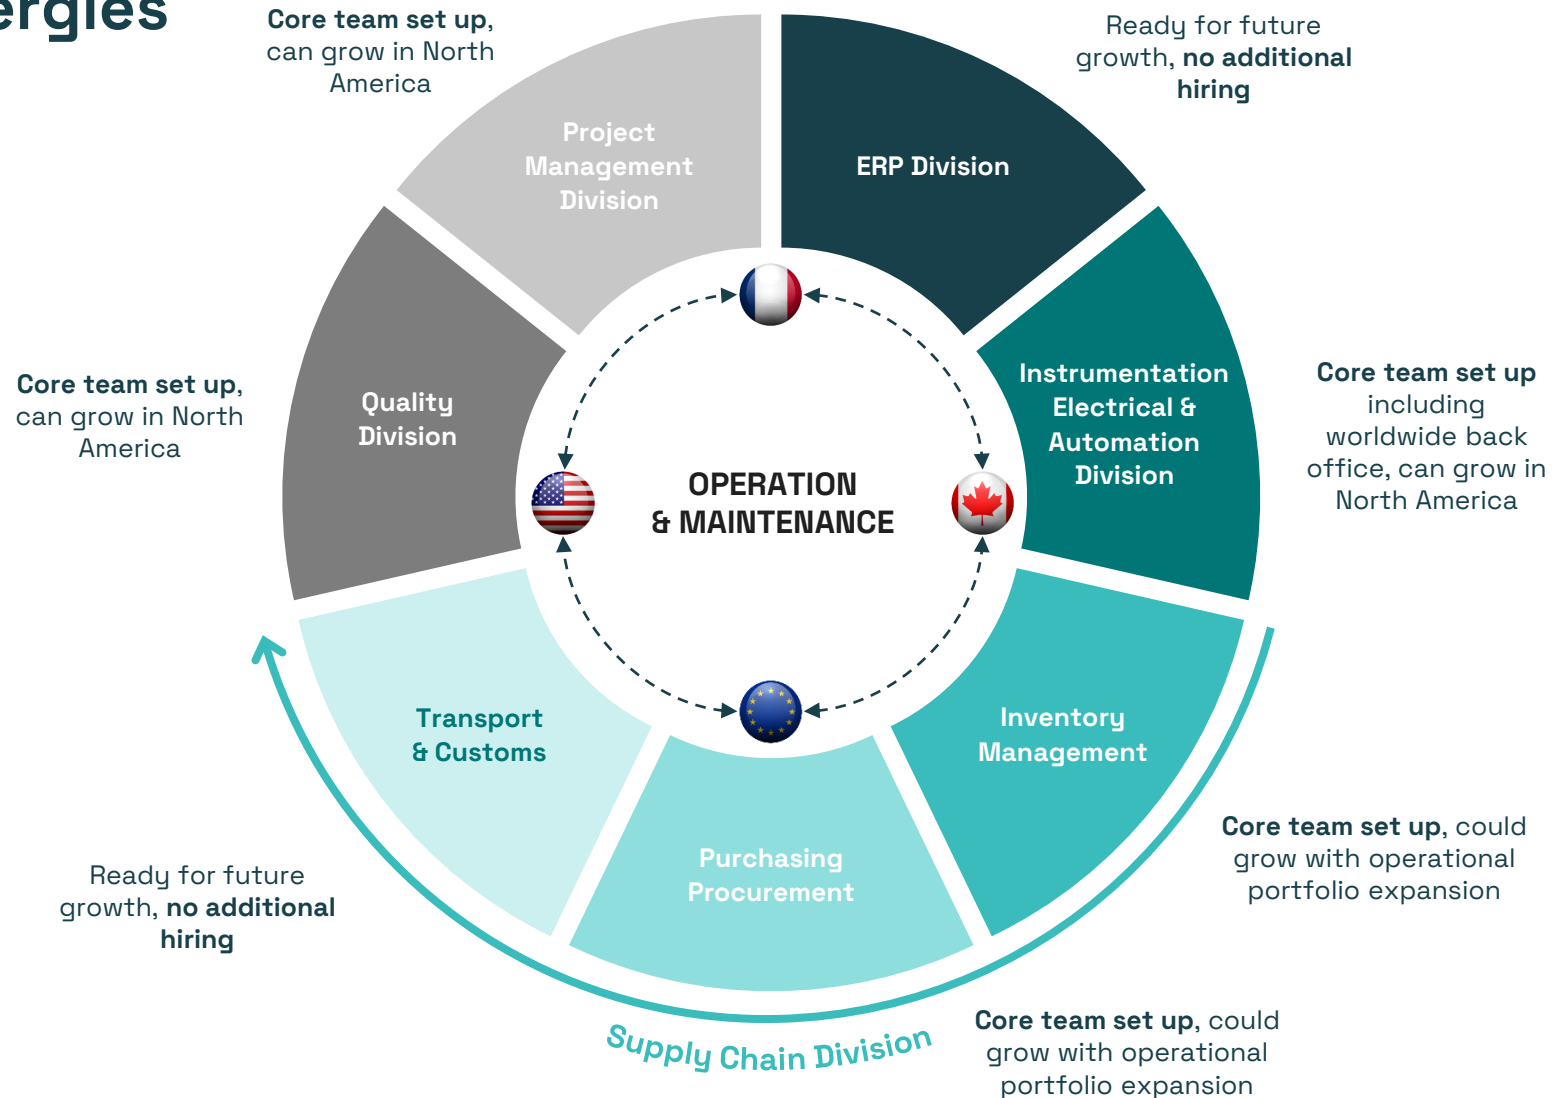 Core team set up,
can grow in North
America
Ready for future
growth, no additional
hiring
Project
Management
Division
ERP Division
Quality
Division
Core team set up,
can grow in North
America
Instrumentation
Electrical &
Automation
Division
Core team set up
including
worldwide back
office, can grow in
North America
OPERATION
& MAINTENANCE
Transport
& Customs
Inventory
Management
Purchasing
Procurement
Core team set up, could
grow with operational
portfolio expansion
Ready for future
growth, no additional
hiring
Supply Chain Division
Core team set up, could
grow with operational
portfolio expansion